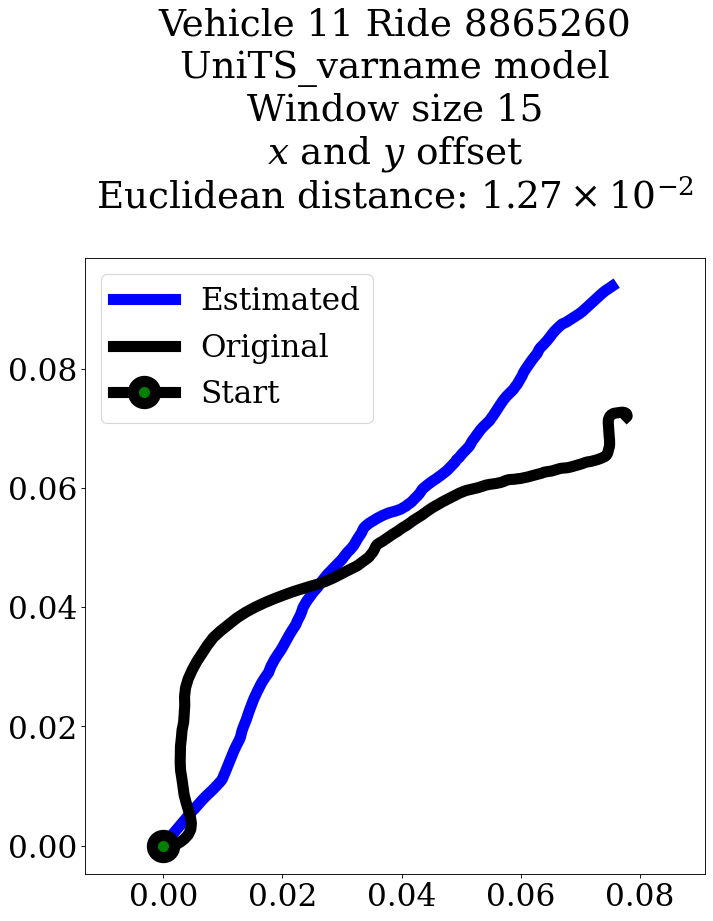 Vehicle 11 Ride 8865260
UniTS_varname model
Window size 15
x and y offset
Euclidean distance: 1.27 × 10⁻²
Estimated
Original
Start
0.08
0.06
0.04
0.02
0.00
0.00 0.02 0.04 0.06 0.08